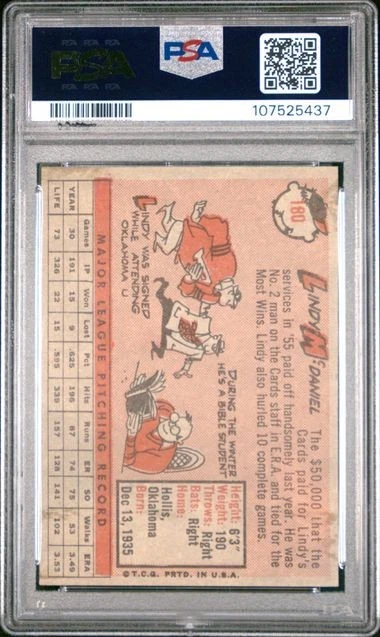 PSA
PSA
107525437
180
LINDY McDANIEL
The $50,000 that the
Cards paid for Lindy's
services in '55 paid off handsomely last year. He was
No. 2 man on the Cards staff in E.R.A. and tied for the
Most Wins. Lindy also hurled 10 complete games.
LINDY WAS SIGNED
WHILE ATTENDING
OKLAHOMA U
DURING THE WINTER
HE'S A BIBLE STUDENT
Height: 6'3"
Weight: 190
Throws: Right
Bats: Right
Home:
Hollis,
Oklahoma
Born:
Dec 13, 1935
MAJOR LEAGUE PITCHING RECORD
Games IP Won Lost Pct Hits Runs ER SO Walks ERA
YEAR 30 191 15 9 .625 196 87 74 75 53 3.49
LIFE 73 326 22 15 .595 339 157 128 141 102 3.53
© T.C.G. PRTD. IN U.S.A.